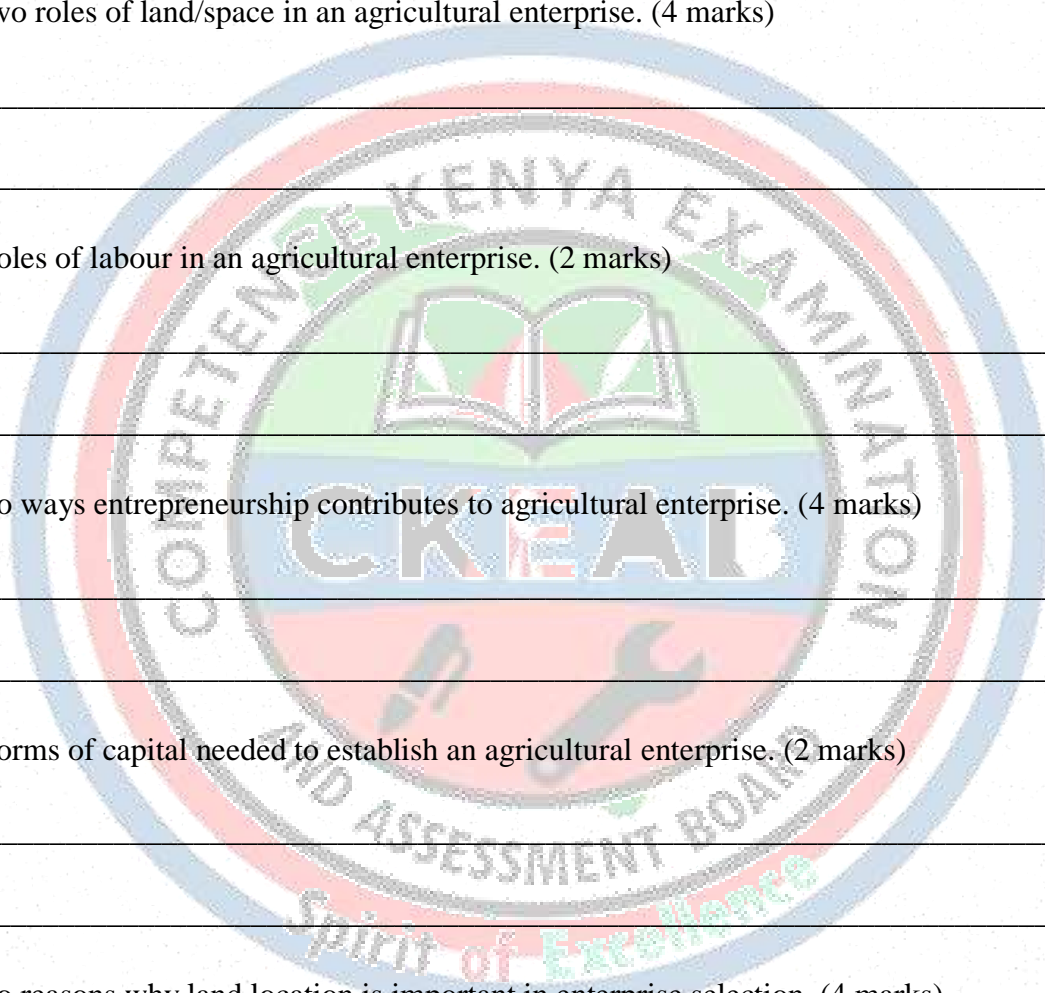 vo roles of land/space in an agricultural enterprise. (4 marks)
oles of labour in an agricultural enterprise. (2 marks)
o ways entrepreneurship contributes to agricultural enterprise. (4 marks)
orms of capital needed to establish an agricultural enterprise. (2 marks)
o reasons why land location is important in enterprise selection. (4 marks)
COMPETENCE KENYA EXAMINATION
CKEAB
AND ASSESSMENT BOARD
Spirit of Excellence